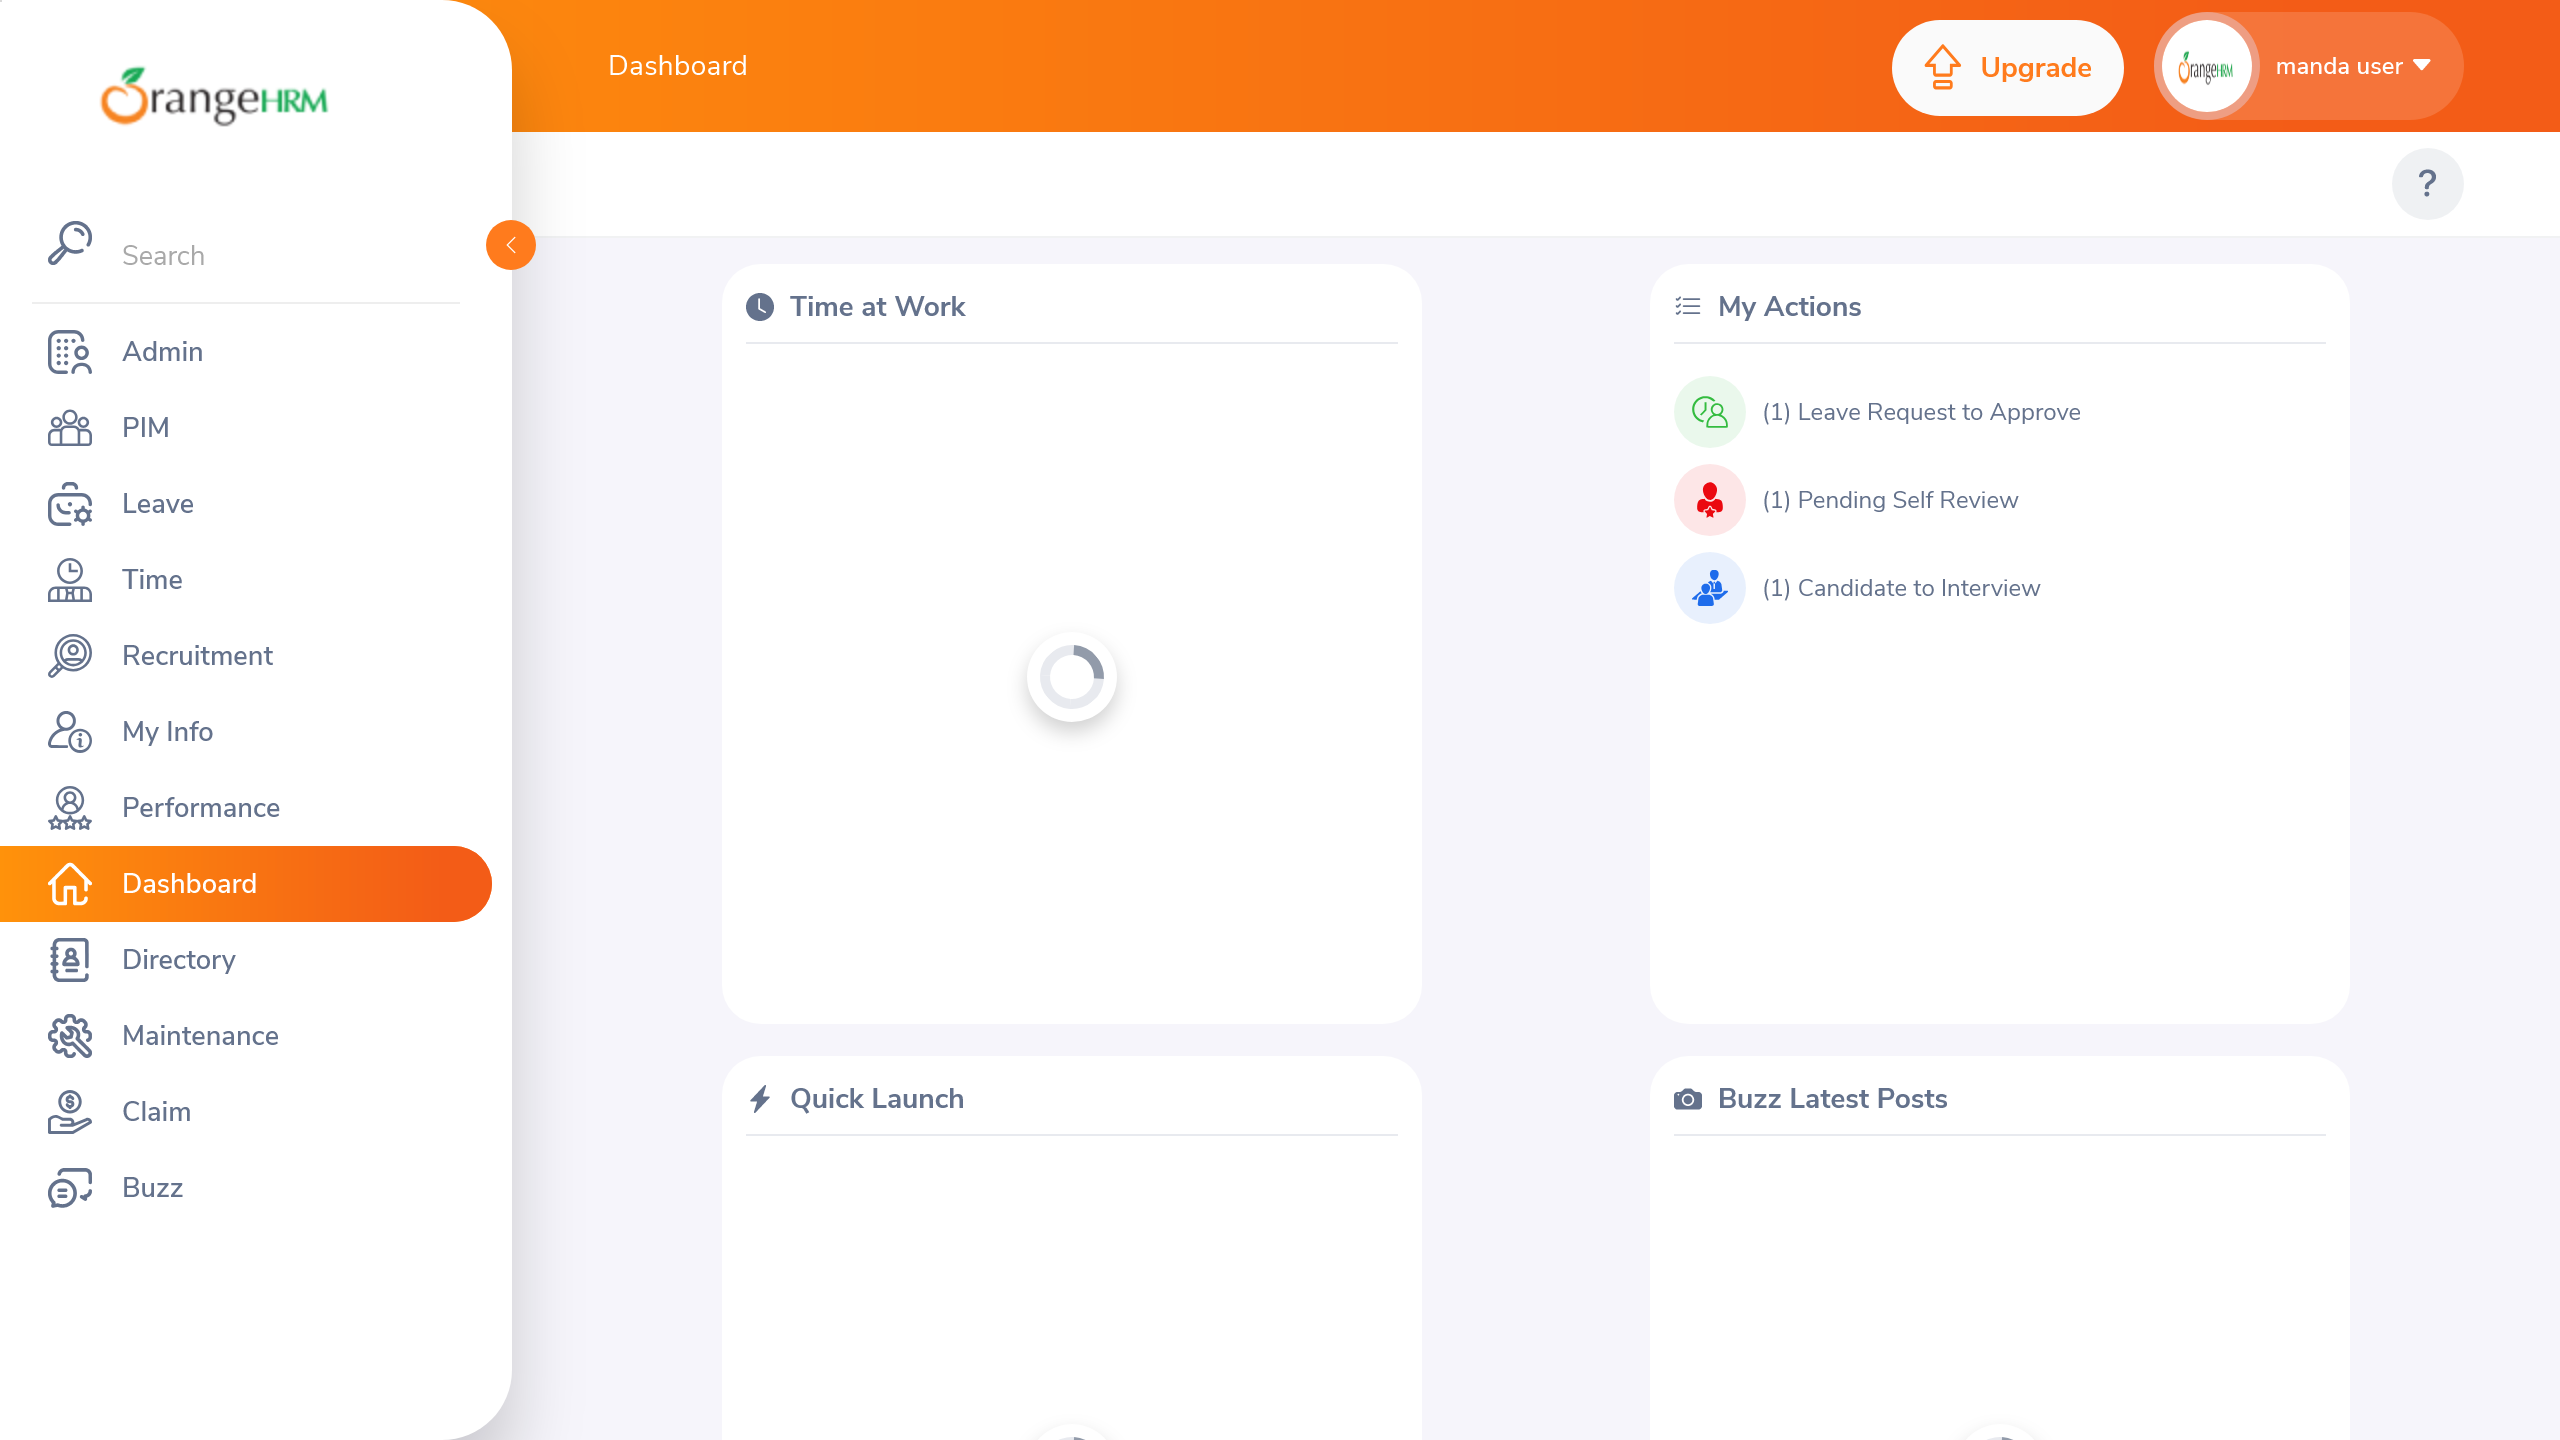 OrangeHRM
Dashboard
Upgrade
OrangeHRM
manda user
?
Search
Admin
PIM
Leave
Time
Recruitment
My Info
Performance
Dashboard
Directory
Maintenance
Claim
Buzz
Time at Work
My Actions
(1) Leave Request to Approve
(1) Pending Self Review
(1) Candidate to Interview
Quick Launch
Buzz Latest Posts